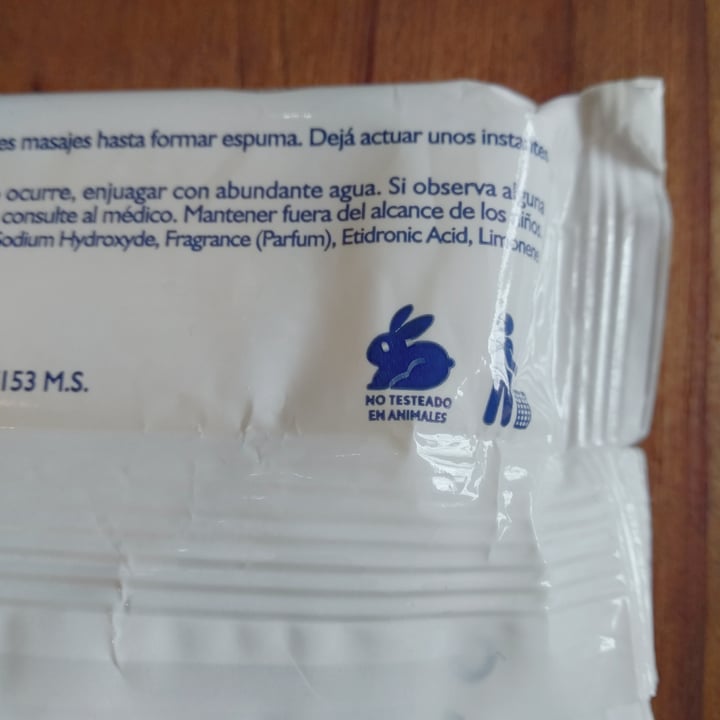 es masajes hasta formar espuma. Dejá actuar unos instantes
ocurre, enjuagar con abundante agua. Si observa alguna
consulte al médico. Mantener fuera del alcance de los niños.
Sodium Hydroxyde, Fragrance (Parfum), Etidronic Acid, Limonene
153 M.S.
NO TESTEADO
EN ANIMALES